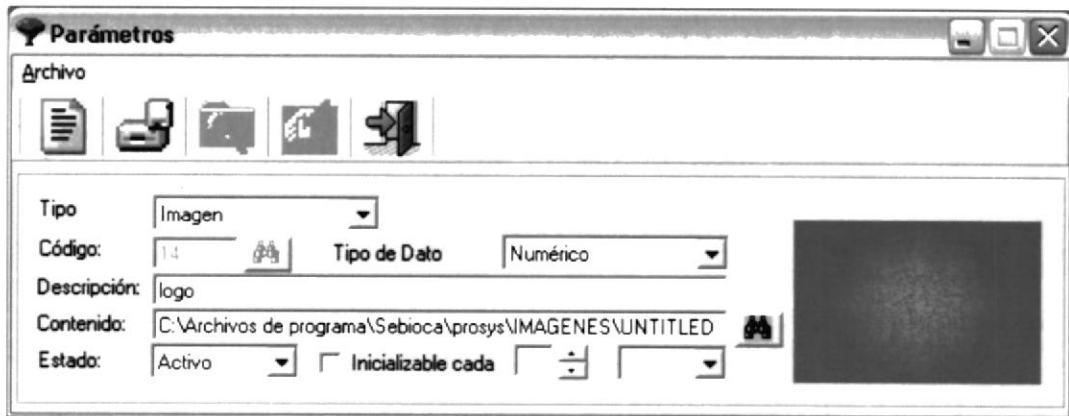 Parámetros
Archivo
Tipo Imagen
Código: 14 Tipo de Dato Numérico
Descripción: logo
Contenido: C:\Archivos de programa\Sebioca\prosys\IMAGENES\UNTITLED
Estado: Activo Inicializable cada